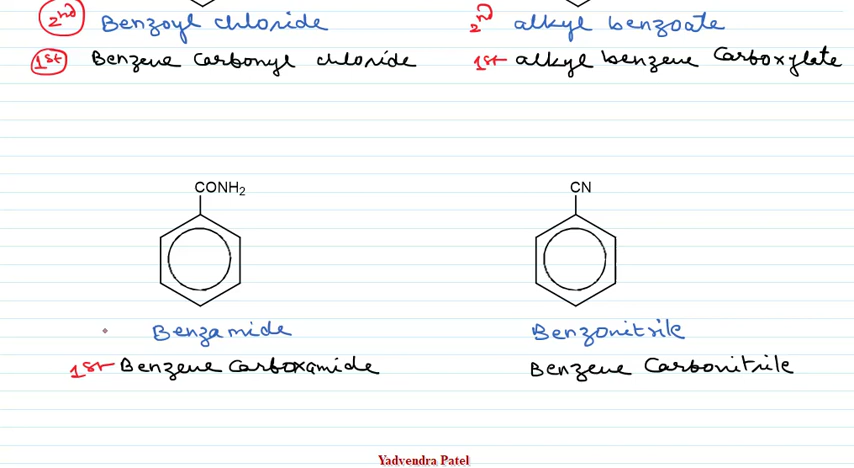 2nd Benzoyl chloride
1st Benzene Carbonyl chloride
2nd alkyl benzoate
1st alkyl benzene Carboxylate
CONH₂
Benzamide
1st Benzene Carboxamide
CN
Benzonitrile
Benzene Carbonitrile
Yadvendra Patel